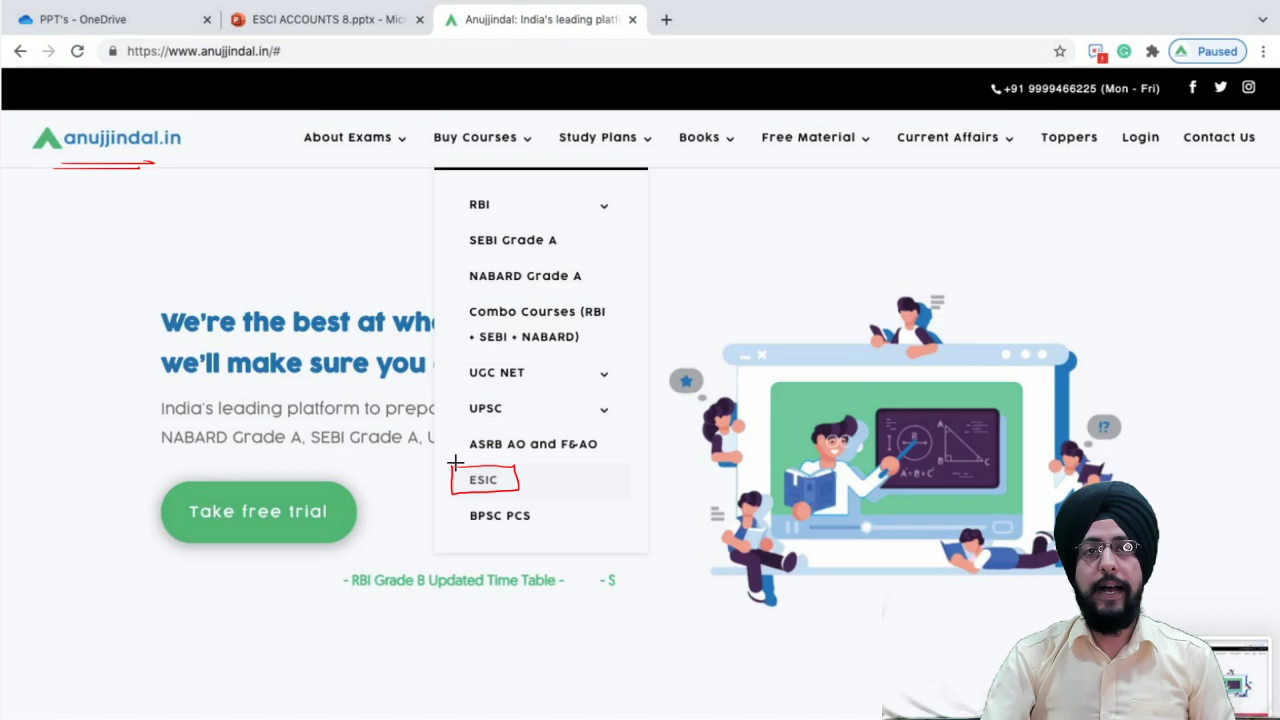 PPT's - OneDrive
ESCI ACCOUNTS 8.pptx - Mic
Anujjindal: India's leading platf
https://www.anujjindal.in/#
Paused
+91 9999466225 (Mon - Fri)
anujjindal.in
About Exams
Buy Courses
Study Plans
Books
Free Material
Current Affairs
Toppers
Login
Contact Us
RBI
SEBI Grade A
NABARD Grade A
Combo Courses (RBI
+ SEBI + NABARD)
UGC NET
UPSC
ASRB AO and F&AO
ESIC
BPSC PCS
We're the best at wh
we'll make sure you
India's leading platform to prep
NABARD Grade A, SEBI Grade A, U
Take free trial
- RBI Grade B Updated Time Table - - S
!?
A
B
C